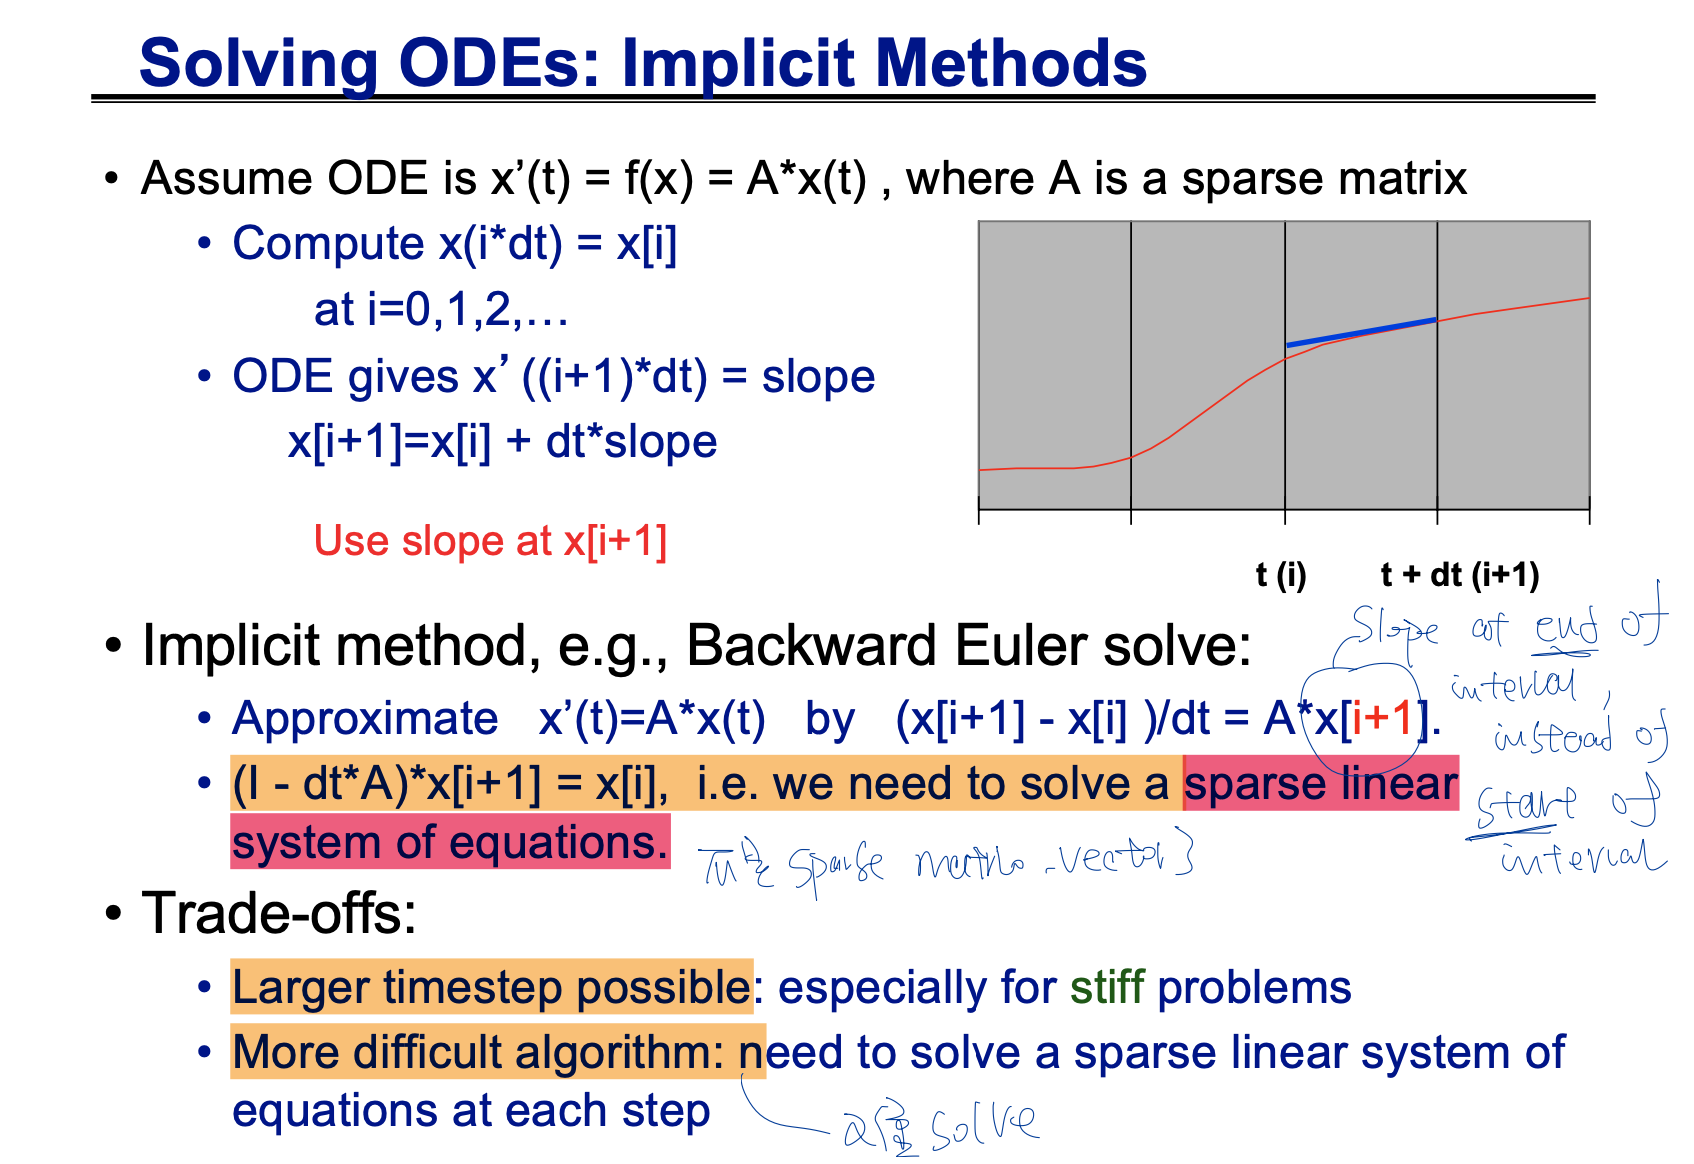 Solving ODEs: Implicit Methods
• Assume ODE is x’(t) = f(x) = A*x(t) , where A is a sparse matrix
• Compute x(i*dt) = x[i]
at i=0,1,2,…
• ODE gives x’ ((i+1)*dt) = slope
x[i+1]=x[i] + dt*slope
Use slope at x[i+1]
t (i) t + dt (i+1)
• Implicit method, e.g., Backward Euler solve:
slope at end of
interval ,
instead of
start of
interval
• Approximate x’(t)=A*x(t) by (x[i+1] - x[i] )/dt = A*x[i+1].
• (I - dt*A)*x[i+1] = x[i], i.e. we need to solve a sparse linear
system of equations.
sparse matrix -vector
• Trade-offs:
• Larger timestep possible: especially for stiff problems
• More difficult algorithm: need to solve a sparse linear system of
equations at each step
solve